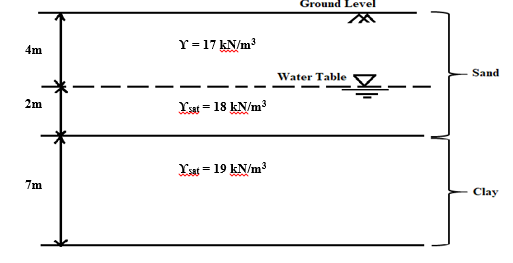 Ground Level
4m
ϒ = 17 kN/m³
Water Table
Sand
2m
ϒsat = 18 kN/m³
ϒsat = 19 kN/m³
7m
Clay